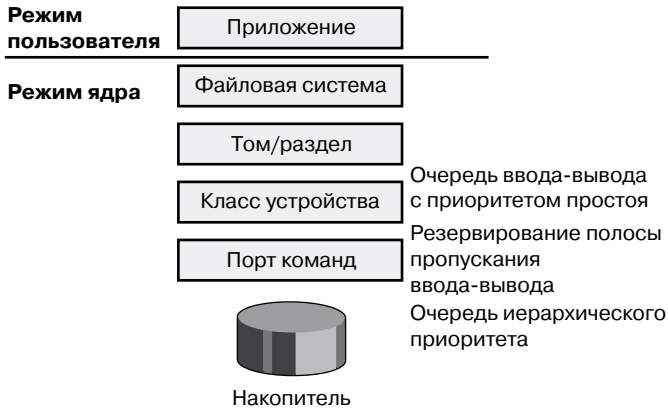 Режим
пользователя
Приложение
Режим ядра
Файловая система
Том/раздел
Класс устройства
Очередь ввода-вывода
с приоритетом простоя
Порт команд
Резервирование полосы
пропускания
ввода-вывода
Очередь иерархического
приоритета
Накопитель